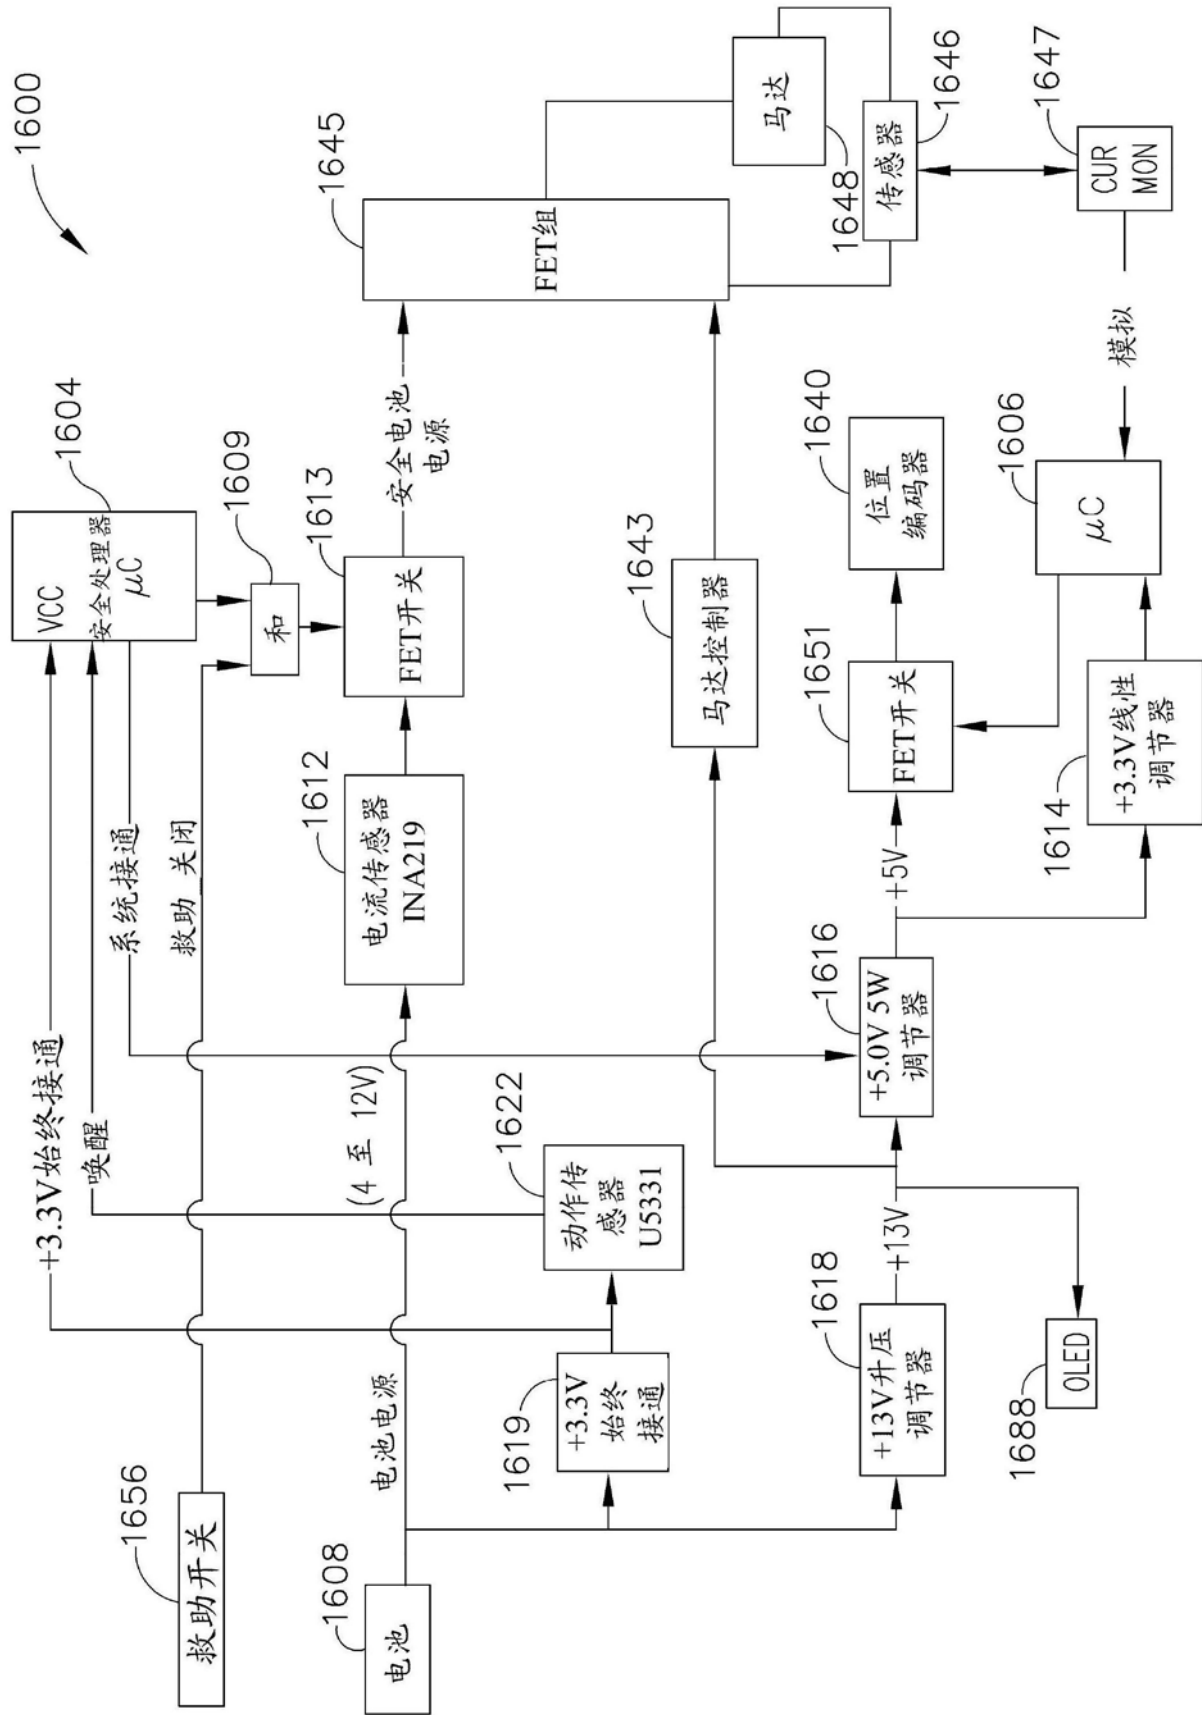 1600
1656
救助开关
1608
电池
电池电源
+3.3V始终接通
唤醒
系统接通
救助 关闭
VCC
安全处理器
μC
1604
1609
和
(4 至 12V)
1612
电流传感器
INA219
1613
FET开关
安全电池
电源
1645
FET组
马达
1648
1619
+3.3V
始终
接通
1622
动作传
感器
U5331
1643
马达控制器
传感器
1646
1618
+13V升压
调节器
+13V
1616
+5.0V 5W
调节器
+5V
1651
FET开关
1640
位置
编码器
1688
OLED
1614
+3.3V线性
调节器
1606
μC
模拟
1647
CUR
MON